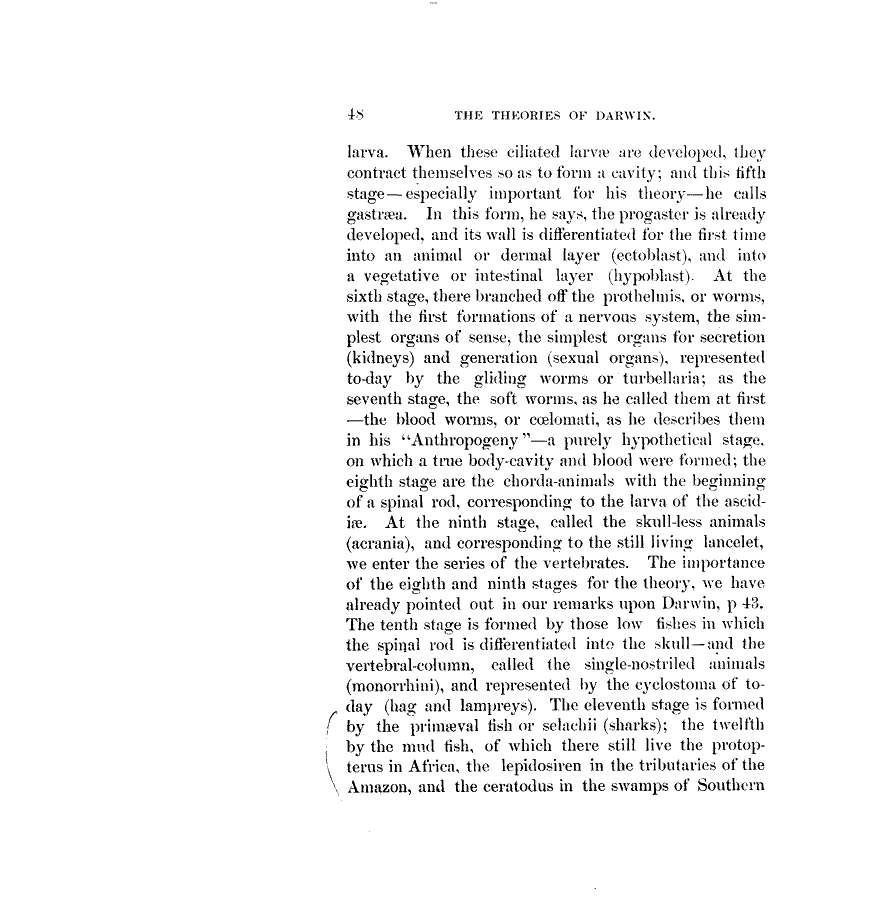 48 THE THEORIES OF DARWIN.
larva. When these ciliated larvæ are developed, they
contract themselves so as to form a cavity; and this fifth
stage—especially important for his theory—he calls
gastræa. In this form, he says, the progaster is already
developed, and its wall is differentiated for the first time
into an animal or dermal layer (ectoblast), and into
a vegetative or intestinal layer (hypoblast). At the
sixth stage, there branched off the prothelmis, or worms,
with the first formations of a nervous system, the sim-
plest organs of sense, the simplest organs for secretion
(kidneys) and generation (sexual organs), represented
to-day by the gliding worms or turbellaria; as the
seventh stage, the soft worms, as he called them at first
—the blood worms, or cœlomati, as he describes them
in his "Anthropogeny"—a purely hypothetical stage,
on which a true body-cavity and blood were formed; the
eighth stage are the chorda-animals with the beginning
of a spinal rod, corresponding to the larva of the ascid-
iæ. At the ninth stage, called the skull-less animals
(acrania), and corresponding to the still living lancelet,
we enter the series of the vertebrates. The importance
of the eighth and ninth stages for the theory, we have
already pointed out in our remarks upon Darwin, p 43.
The tenth stage is formed by those low fishes in which
the spinal rod is differentiated into the skull—and the
vertebral-column, called the single-nostriled animals
(monorrhini), and represented by the cyclostoma of to-
day (hag and lampreys). The eleventh stage is formed
by the primæval fish or selachii (sharks); the twelfth
by the mud fish, of which there still live the protop-
terus in Africa, the lepidosiren in the tributaries of the
Amazon, and the ceratodus in the swamps of Southern